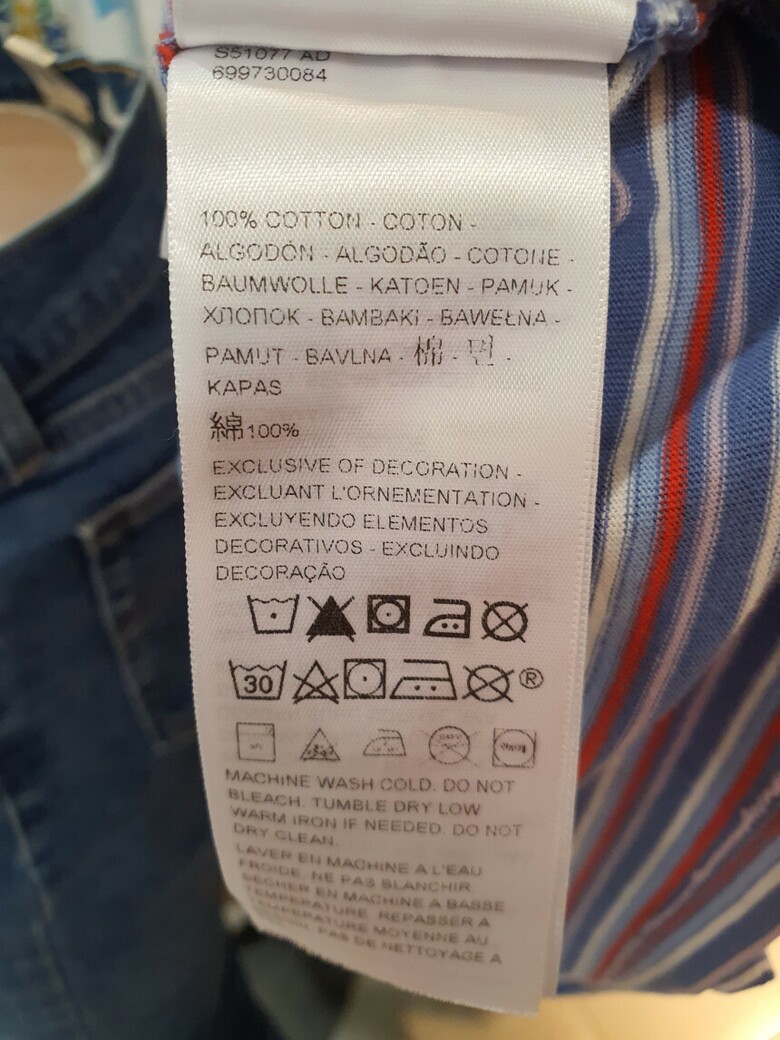 S51077 AD
699730084
100% COTTON - COTON -
ALGODÓN - ALGODÃO - COTONE -
BAUMWOLLE - KATOEN - PAMUK -
ХЛОПОК - BAMBAKI - BAWEŁNA -
PAMUT - BAVLNA - 棉 - 면 -
KAPAS
綿100%
EXCLUSIVE OF DECORATION -
EXCLUANT L'ORNEMENTATION -
EXCLUYENDO ELEMENTOS
DECORATIVOS - EXCLUINDO
DECORAÇÃO
30 ®
MACHINE WASH COLD. DO NOT
BLEACH. TUMBLE DRY LOW
WARM IRON IF NEEDED. DO NOT
DRY CLEAN.
LAVER EN MACHINE A L'EAU
FROIDE. NE PAS BLANCHIR.
SECHER EN MACHINE A BASSE
TEMPERATURE. REPASSER A
TEMPERATURE MOYENNE AU
BESOIN. PAS DE NETTOYAGE A